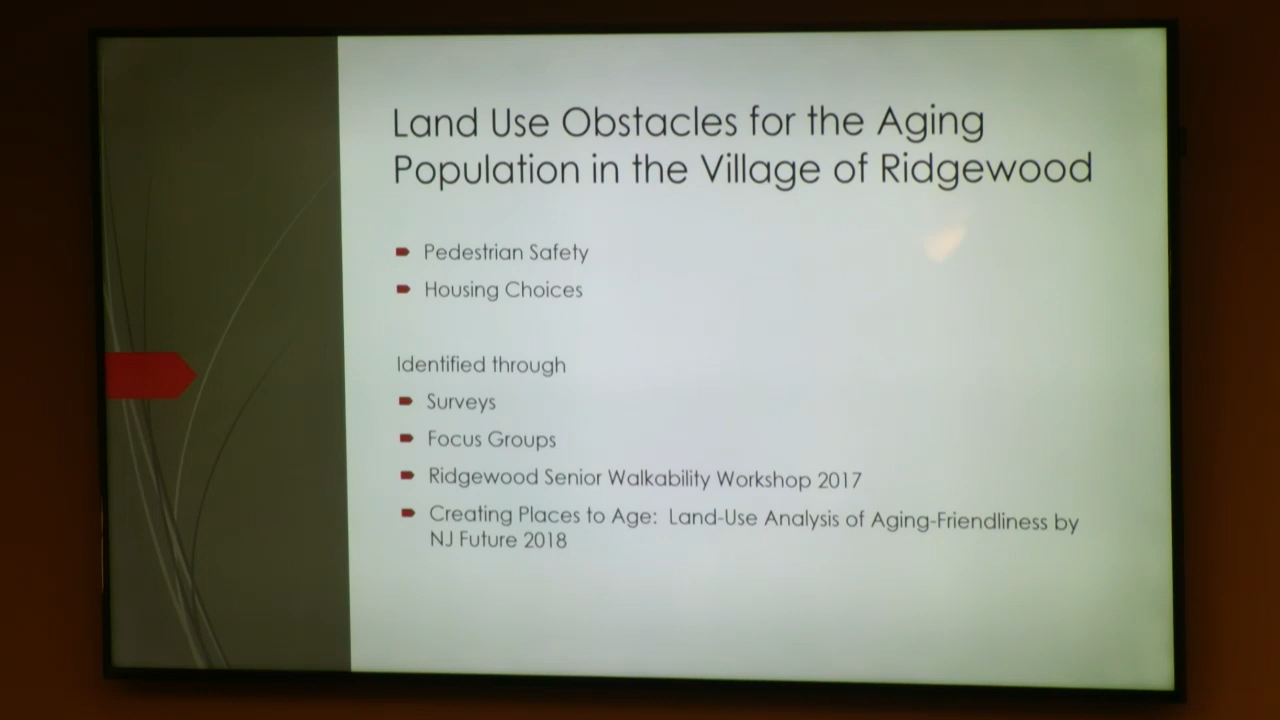 Land Use Obstacles for the Aging
Population in the Village of Ridgewood
Pedestrian Safety
Housing Choices
Identified through
Surveys
Focus Groups
Ridgewood Senior Walkability Workshop 2017
Creating Places to Age: Land-Use Analysis of Aging-Friendliness by
NJ Future 2018